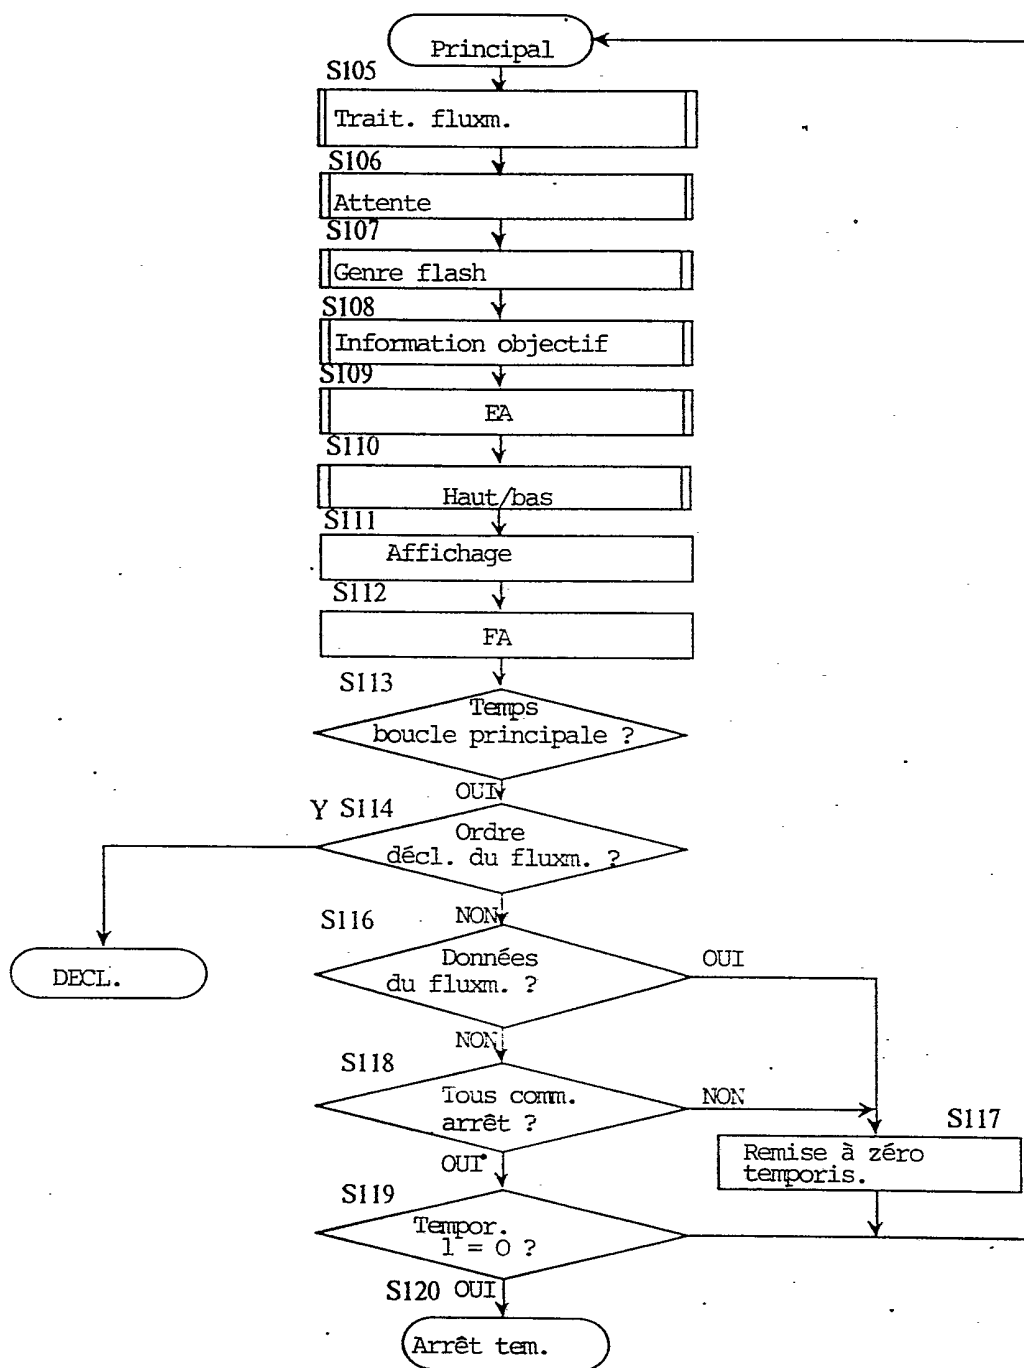 Principal
S105
Trait. fluxm.
S106
Attente
S107
Genre flash
S108
Information objectif
S109
EA
S110
Haut/bas
S111
Affichage
S112
FA
S113
Temps
boucle principale ?
OUI
Y S114
Ordre
décl. du fluxm. ?
NON
S116
DECL.
Données
du fluxm. ?
OUI
NON
S118
Tous comm.
arrêt ?
NON
S117
Remise à zéro
temporis.
OUI
S119
Tempor.
1 = 0 ?
S120 OUI
Arrêt tem.